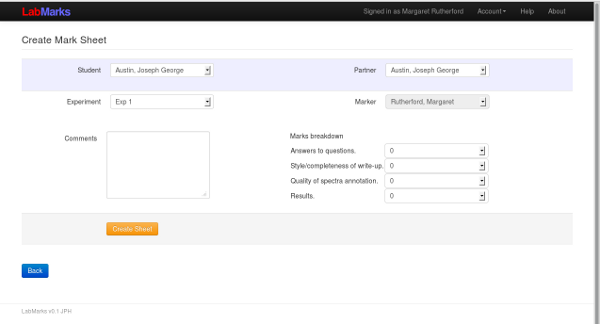 LabMarks Signed in as Margaret Rutherford Account Help About
Create Mark Sheet
Student Austin, Joseph George Partner Austin, Joseph George
Experiment Exp 1 Marker Rutherford, Margaret
Comments Marks breakdown
Answers to questions. 0
Style/completeness of write-up. 0
Quality of spectra annotation. 0
Results. 0
Create Sheet
Back
LabMarks v0.1 JPH